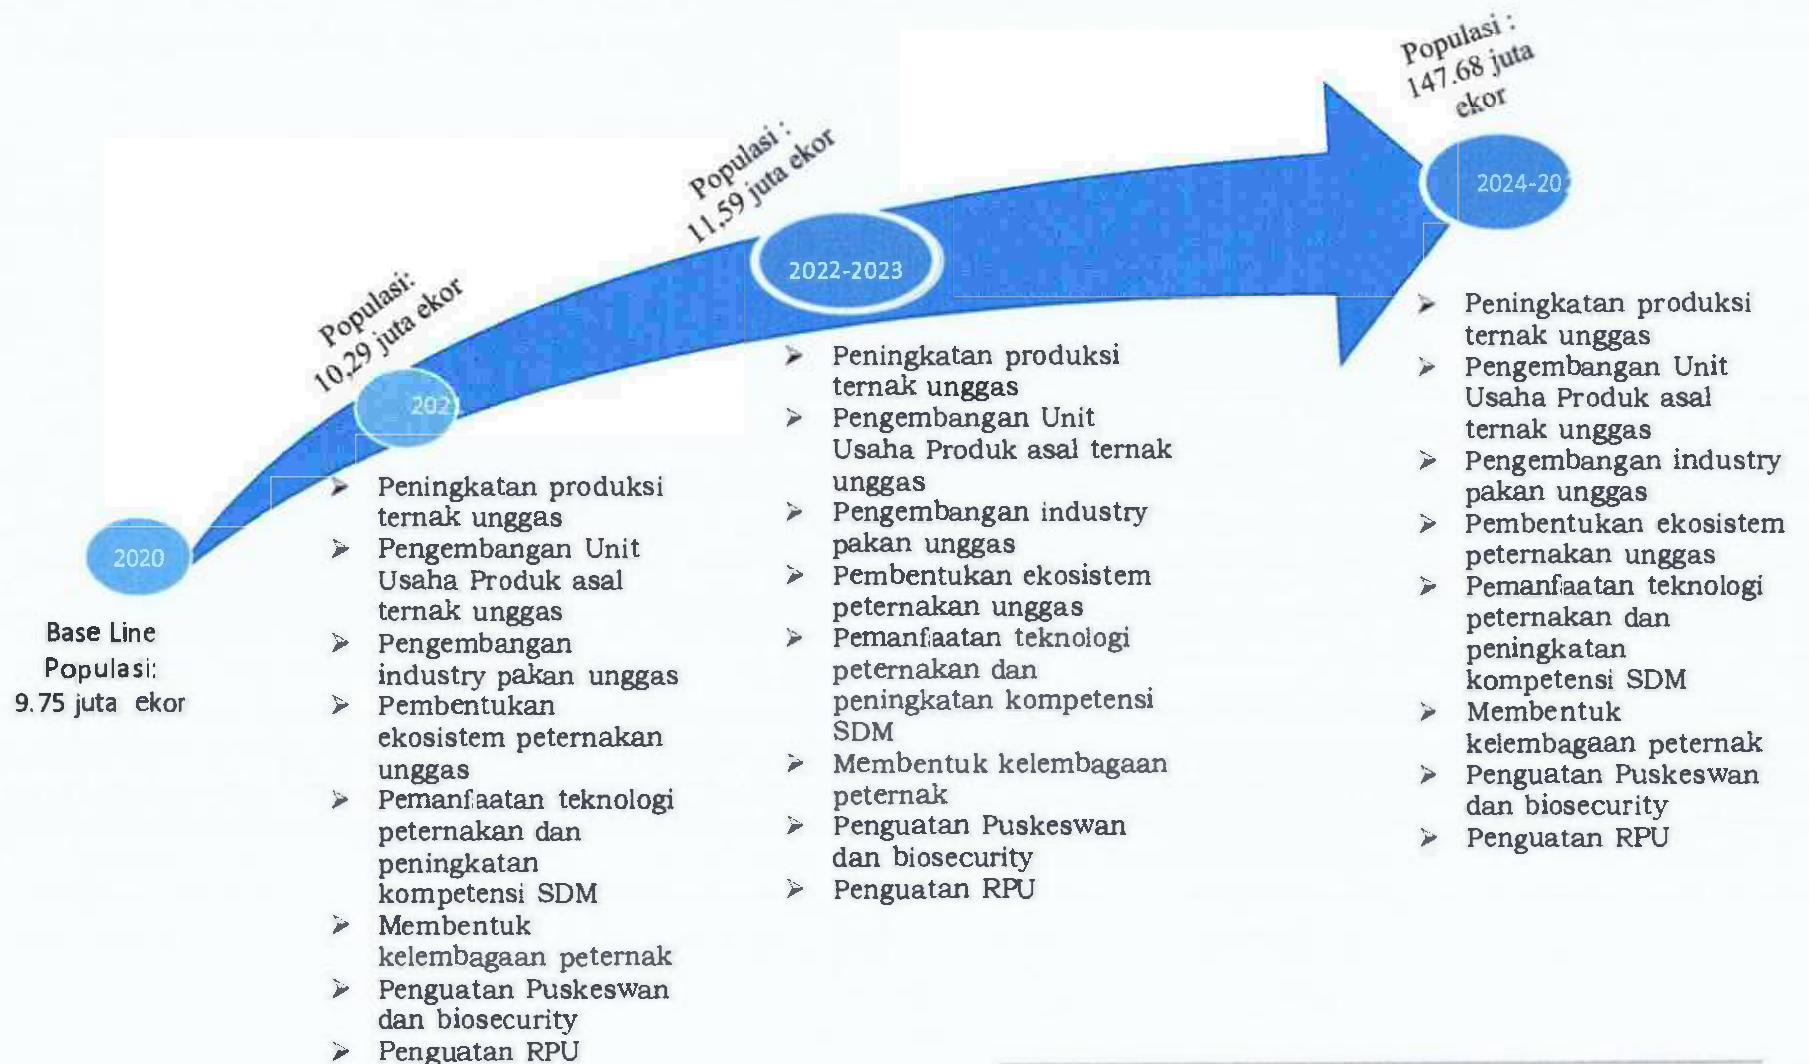 Populasi :
147.68 juta
ekor
2024-20
Populasi :
11,59 juta ekor
2022-2023
Populasi:
10,29 juta ekor
202
2020
Base Line
Populasi:
9.75 juta ekor
➢ Peningkatan produksi
ternak unggas
➢ Pengembangan Unit
Usaha Produk asal
ternak unggas
➢ Pengembangan
industry pakan unggas
➢ Pembentukan
ekosistem peternakan
unggas
➢ Pemanfaatan teknologi
peternakan dan
peningkatan
kompetensi SDM
➢ Membentuk
kelembagaan peternak
➢ Penguatan Puskeswan
dan biosecurity
➢ Penguatan RPU
➢ Peningkatan produksi
ternak unggas
➢ Pengembangan Unit
Usaha Produk asal ternak
unggas
➢ Pengembangan industry
pakan unggas
➢ Pembentukan ekosistem
peternakan unggas
➢ Pemanfaatan teknologi
peternakan dan
peningkatan kompetensi
SDM
➢ Membentuk kelembagaan
peternak
➢ Penguatan Puskeswan
dan biosecurity
➢ Penguatan RPU
➢ Peningkatan produksi
ternak unggas
➢ Pengembangan Unit
Usaha Produk asal
ternak unggas
➢ Pengembangan industry
pakan unggas
➢ Pembentukan ekosistem
peternakan unggas
➢ Pemanfaatan teknologi
peternakan dan
peningkatan
kompetensi SDM
➢ Membentuk
kelembagaan peternak
➢ Penguatan Puskeswan
dan biosecurity
➢ Penguatan RPU